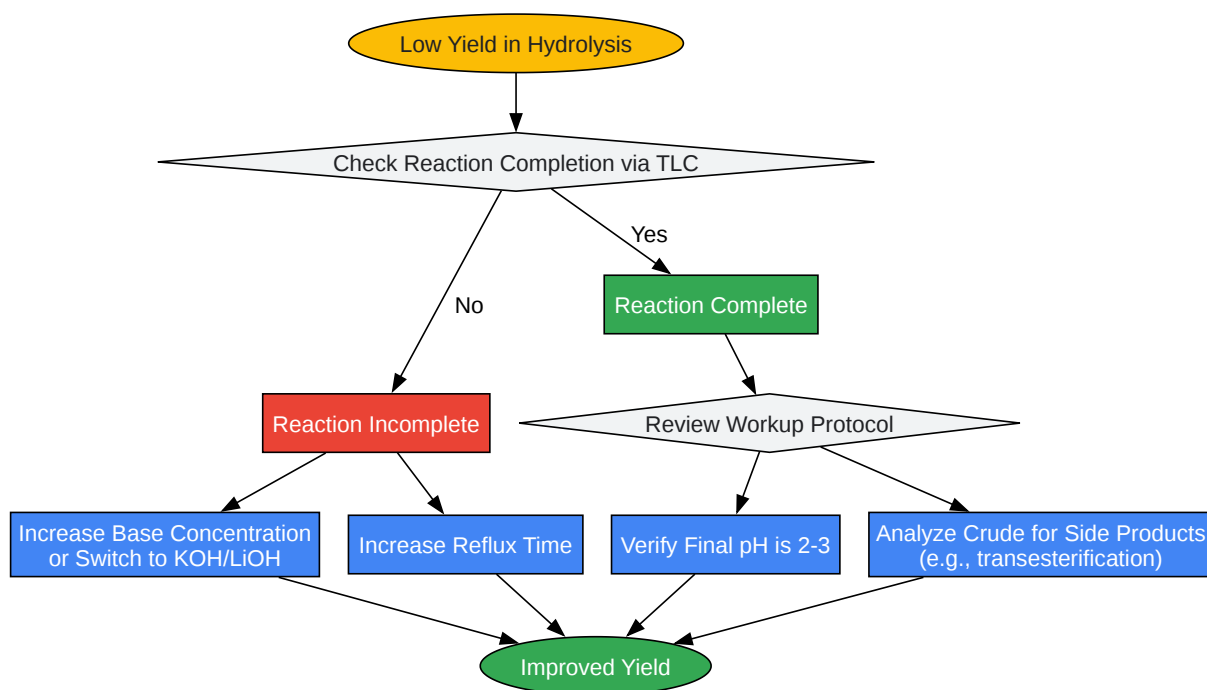 Low Yield in Hydrolysis
Check Reaction Completion via TLC
Yes
Reaction Complete
No
Reaction Incomplete
Review Workup Protocol
Increase Base Concentration
or Switch to KOH/LiOH
Increase Reflux Time
Verify Final pH is 2-3
Analyze Crude for Side Products
(e.g., transesterification)
Improved Yield